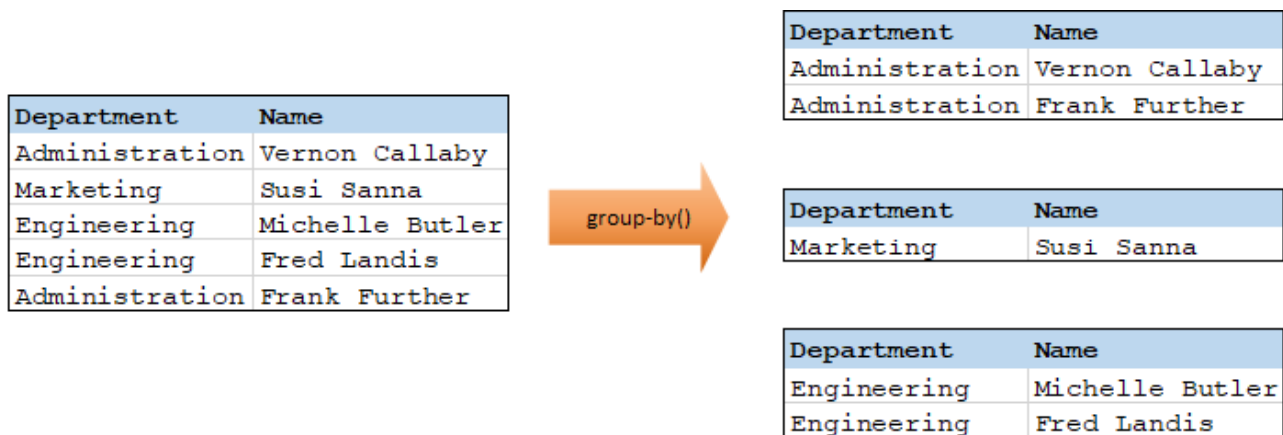 Department Name
Administration Vernon Callaby
Marketing Susi Sanna
Engineering Michelle Butler
Engineering Fred Landis
Administration Frank Further
group-by()
Department Name
Administration Vernon Callaby
Administration Frank Further
Department Name
Marketing Susi Sanna
Department Name
Engineering Michelle Butler
Engineering Fred Landis